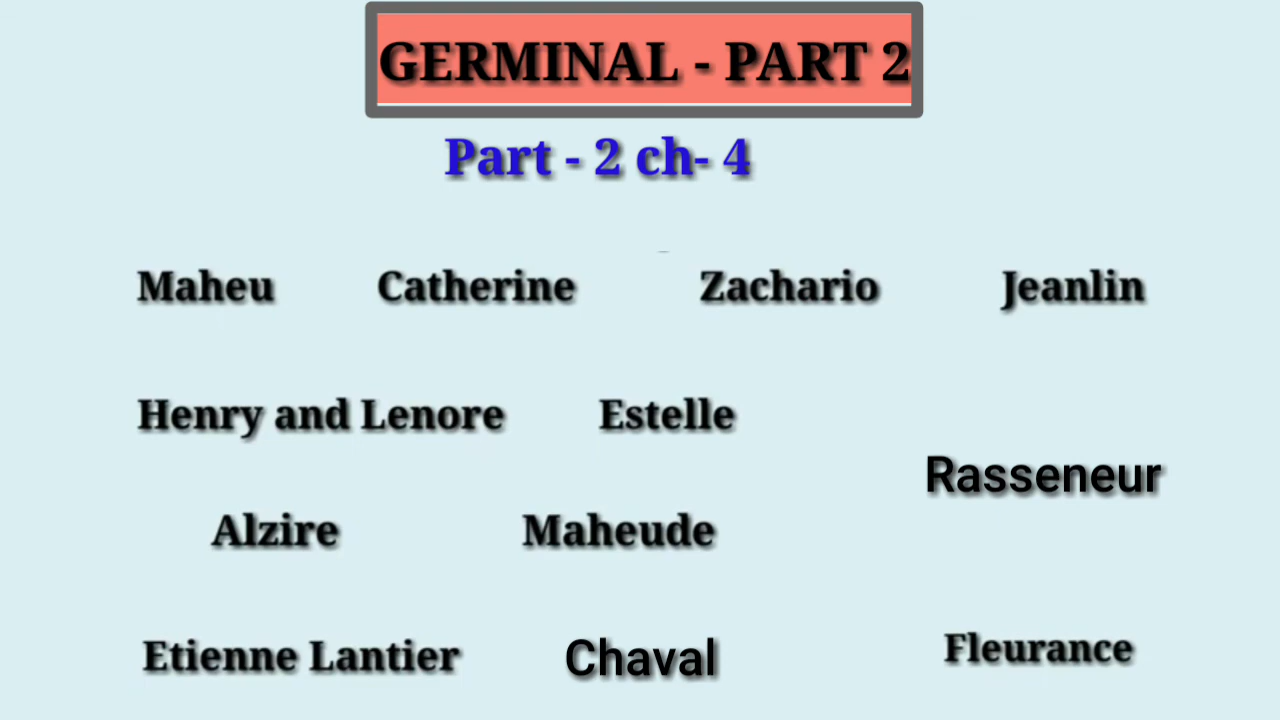 GERMINAL - PART 2
Part - 2 ch- 4
Maheu Catherine Zachario Jeanlin
Henry and Lenore Estelle
Rasseneur
Alzire Maheude
Etienne Lantier Chaval Fleurance